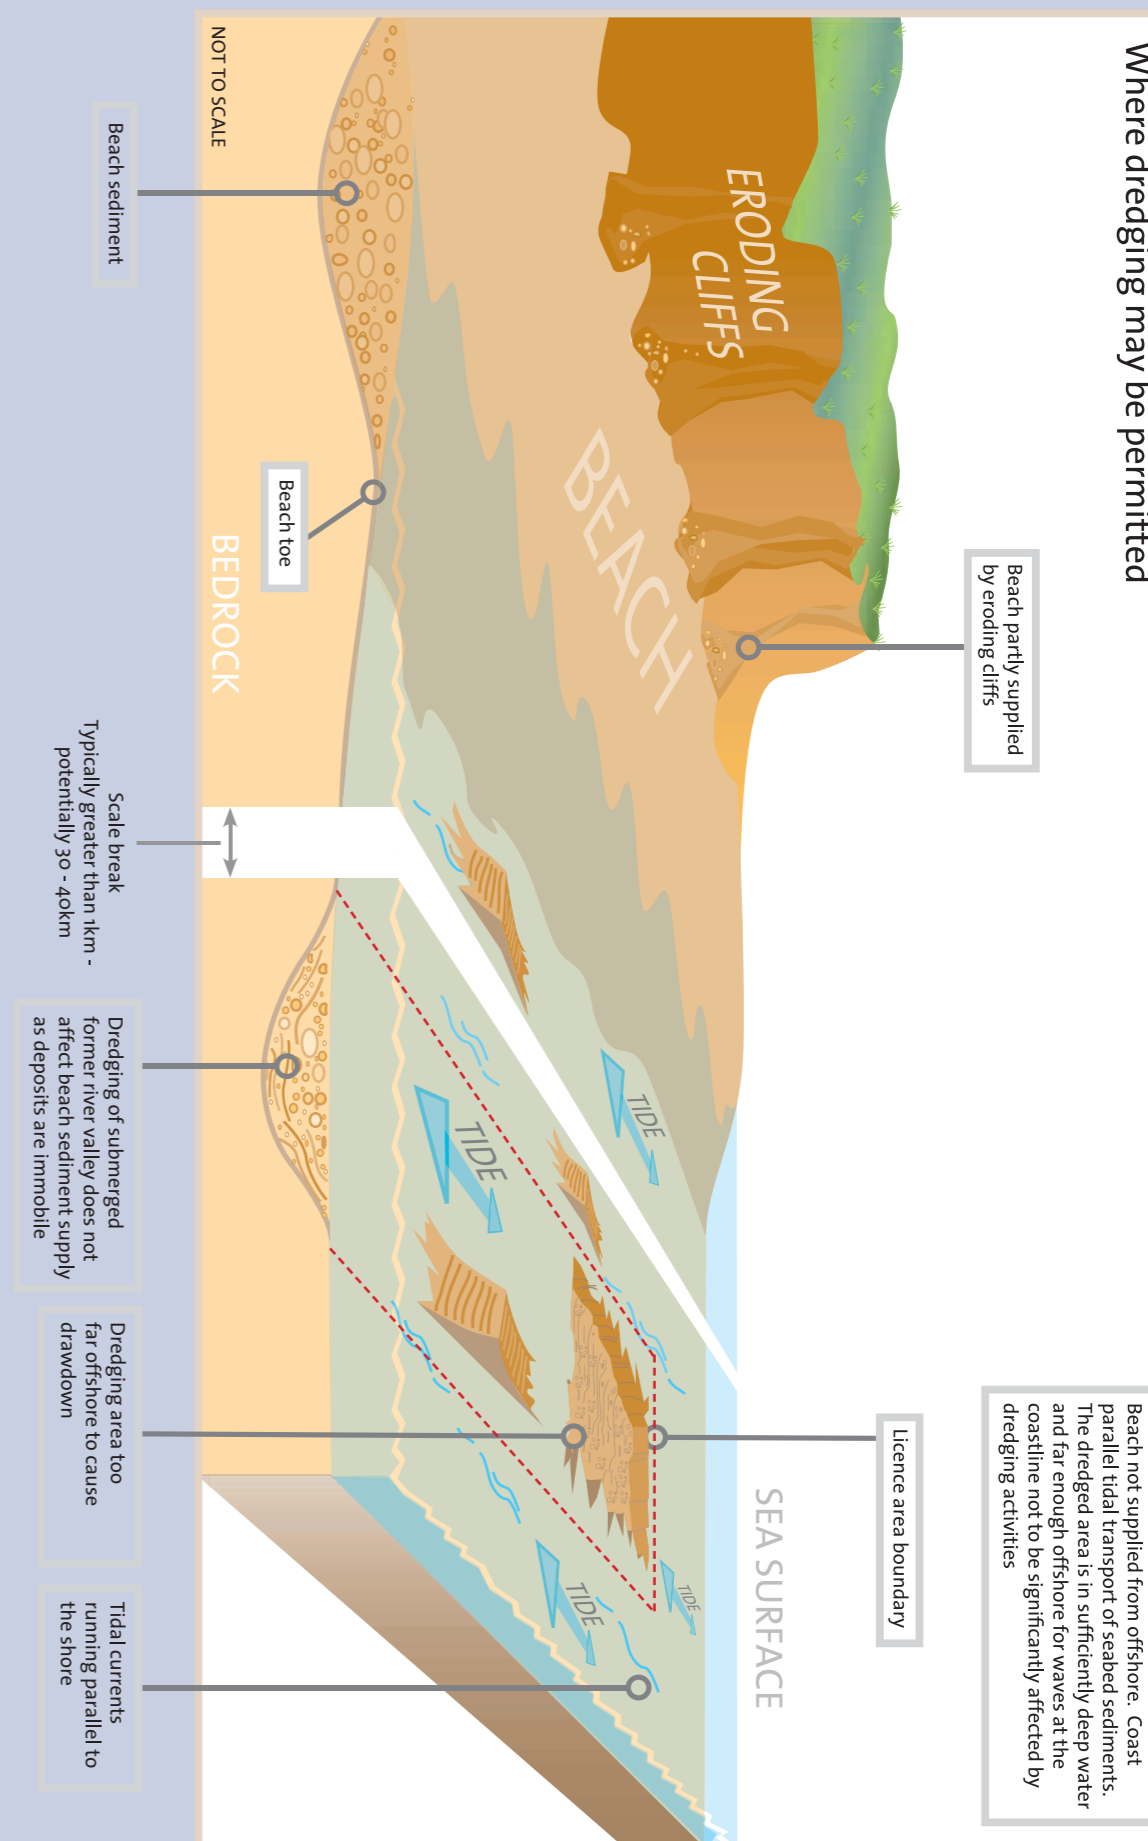 Where dredging may be permitted
Beach partly supplied
by eroding cliffs
Beach not supplied from offshore. Coast
parallel tidal transport of seabed sediments.
The dredged area is in sufficiently deep water
and far enough offshore for waves at the
coastline not to be significantly affected by
dredging activities
Licence area boundary
SEA SURFACE
ERODING
CLIFFS
BEACH
TIDE
TIDE
TIDE
TIDE
NOT TO SCALE
BEDROCK
Beach sediment
Beach toe
Scale break
Typically greater than 1km -
potentially 30 - 40km
Dredging of submerged
former river valley does not
affect beach sediment supply
as deposits are immobile
Dredging area too
far offshore to cause
drawdown
Tidal currents
running parallel to
the shore